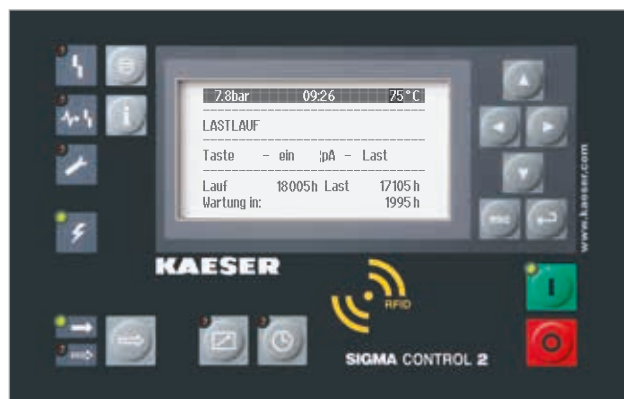 7.8bar 09:26 75°C
LASTLAUF
Taste - ein ¦pA - Last
Lauf 18005h Last 17105h
Wartung in: 1995h
esc
www.kaeser.com
KAESER
RFID
I
SIGMA CONTROL 2